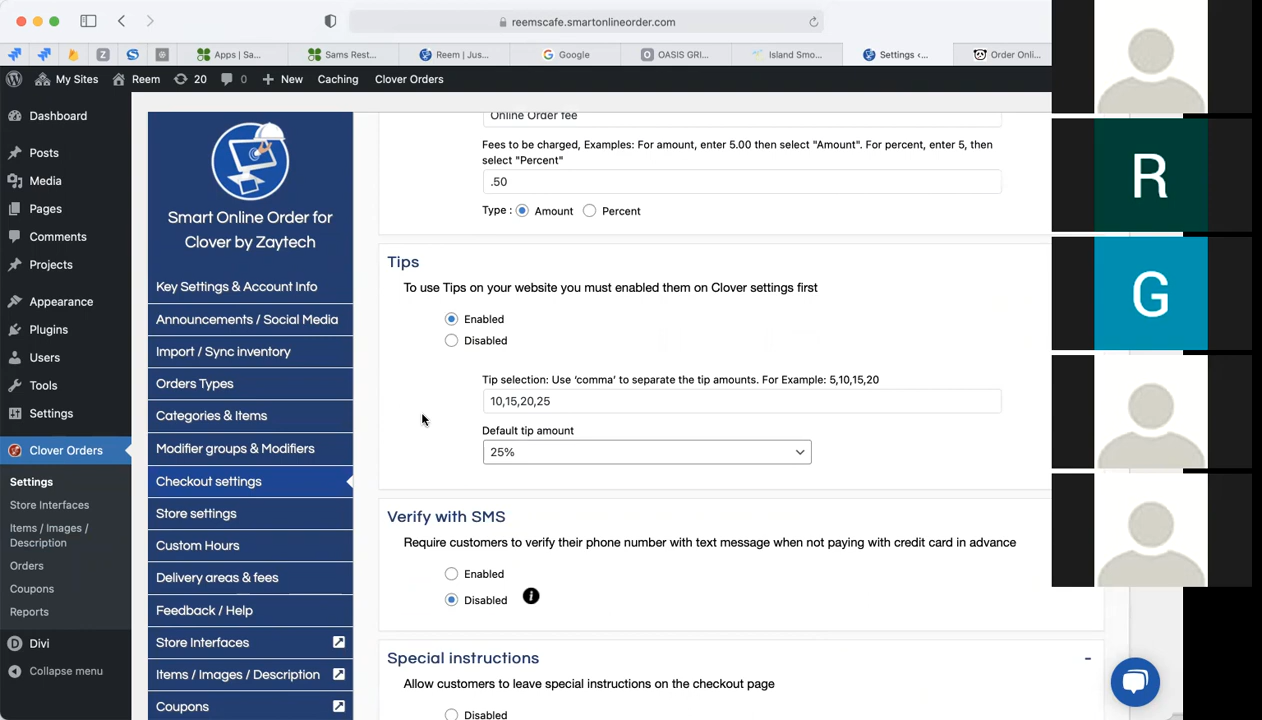 reemscafe.smartonlineorder.com
Z
Apps | Sa...
Sams Rest...
Reem | Jus...
Google
OASIS GRI...
Island Smo...
Settings ‹...
Order Onli...
My Sites
Reem
20
0
New
Caching
Clover Orders
Dashboard
Posts
Media
Pages
Comments
Projects
Appearance
Plugins
Users
Tools
Settings
Clover Orders
Settings
Store Interfaces
Items / Images /
Description
Orders
Coupons
Reports
Divi
Collapse menu
Smart Online Order for
Clover by Zaytech
Key Settings & Account Info
Announcements / Social Media
Import / Sync inventory
Orders Types
Categories & Items
Modifier groups & Modifiers
Checkout settings
Store settings
Custom Hours
Delivery areas & fees
Feedback / Help
Store Interfaces
Items / Images / Description
Coupons
Online Order fee
Fees to be charged, Examples: For amount, enter 5.00 then select "Amount". For percent, enter 5, then
select "Percent"
.50
Type : Amount Percent
Tips
To use Tips on your website you must enabled them on Clover settings first
Enabled
Disabled
Tip selection: Use ‘comma’ to separate the tip amounts. For Example: 5,10,15,20
10,15,20,25
Default tip amount
25%
Verify with SMS
Require customers to verify their phone number with text message when not paying with credit card in advance
Enabled
Disabled
i
Special instructions
Allow customers to leave special instructions on the checkout page
Disabled
R
G